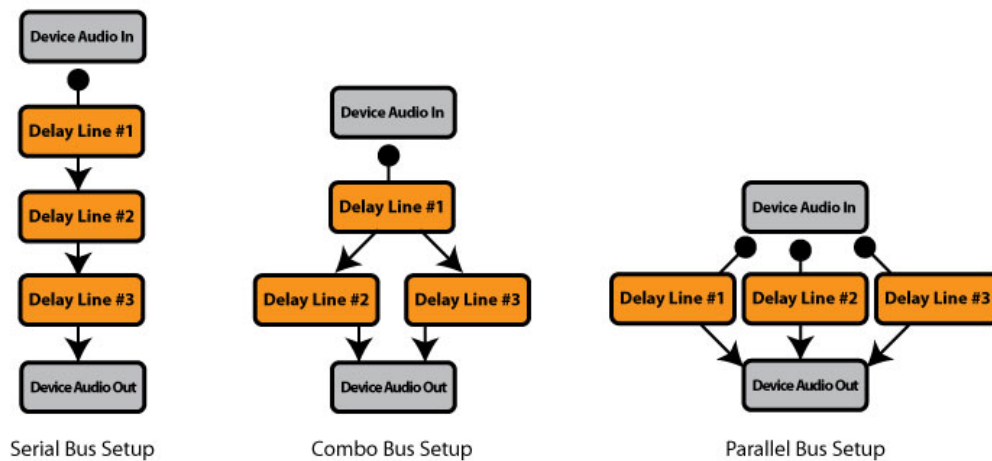 Device Audio In
Delay Line #1
Delay Line #2
Delay Line #3
Device Audio Out
Serial Bus Setup
Device Audio In
Delay Line #1
Delay Line #2
Delay Line #3
Device Audio Out
Combo Bus Setup
Device Audio In
Delay Line #1
Delay Line #2
Delay Line #3
Device Audio Out
Parallel Bus Setup